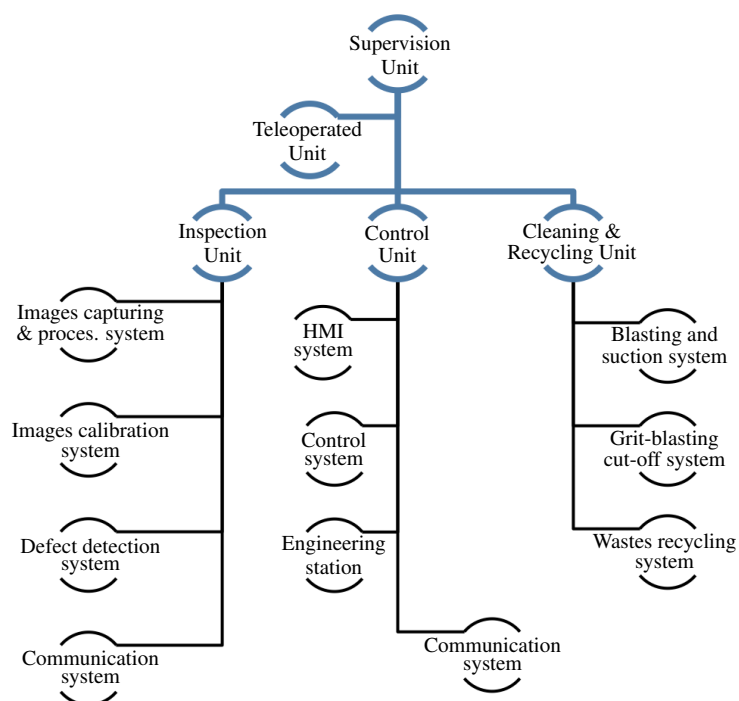 Supervision
Unit
Teleoperated
Unit
Inspection
Unit
Control
Unit
Cleaning &
Recycling Unit
Images capturing
& proces. system
Images calibration
system
Defect detection
system
Communication
system
HMI
system
Control
system
Engineering
station
Communication
system
Blasting and
suction system
Grit-blasting
cut-off system
Wastes recycling
system